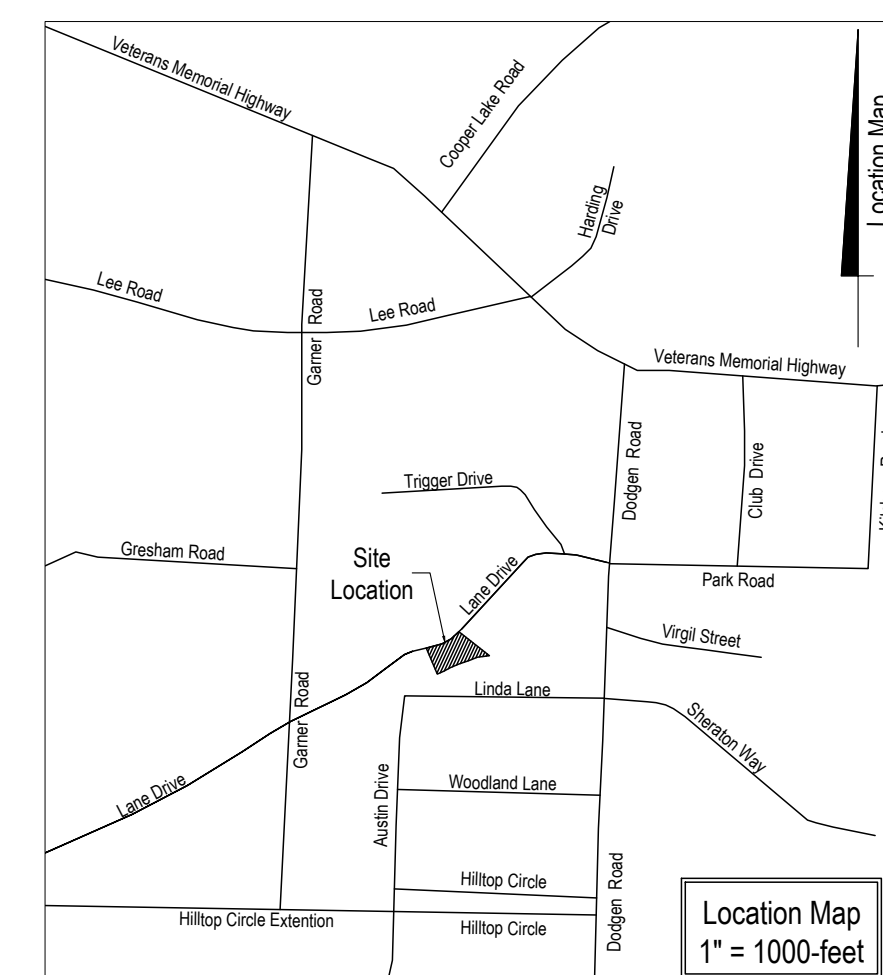 Veterans Memorial Highway
Cooper Lake Road
Location Map
Harding
Drive
Lee Road
Lee Road
Garner Road
Veterans Memorial Highway
Dodgen Road
Club Drive
Trigger Drive
Gresham Road
Site
Location
Lane Drive
Park Road
Virgil Street
Linda Lane
Garner Road
Sheraton Way
Lane Drive
Austin Drive
Woodland Lane
Hilltop Circle
Dodgen Road
Hilltop Circle Extention
Hilltop Circle
Location Map
1" = 1000-feet